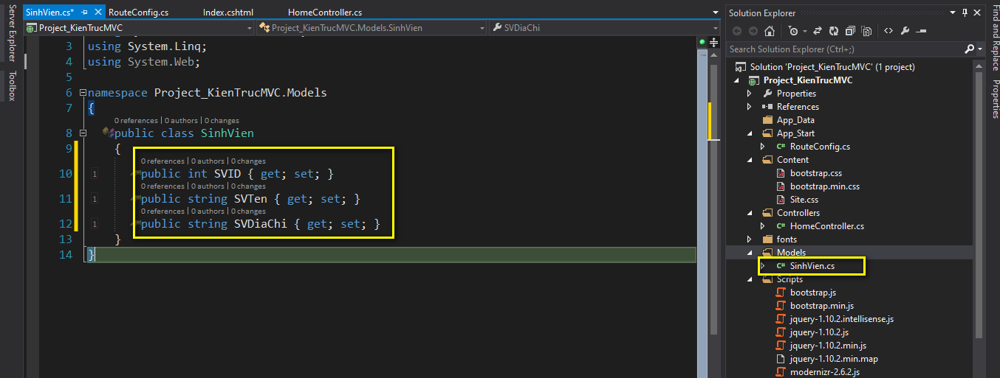 SinhVien.cs*
RouteConfig.cs
Index.cshtml
HomeController.cs
Project_KienTrucMVC
Project_KienTrucMVC.Models.SinhVien
SVDiaChi
3 using System.Linq;
4 using System.Web;
5
6 namespace Project_KienTrucMVC.Models
7 {
0 references | 0 authors | 0 changes
8 public class SinhVien
9 {
0 references | 0 authors | 0 changes
10 1 public int SVID { get; set; }
0 references | 0 authors | 0 changes
11 1 public string SVTen { get; set; }
0 references | 0 authors | 0 changes
12 1 public string SVDiaChi { get; set; }
13 }
14 }
Server Explorer
Toolbox
Solution Explorer
Search Solution Explorer (Ctrl+;)
Solution 'Project_KienTrucMVC' (1 project)
Project_KienTrucMVC
Properties
References
App_Data
App_Start
C# RouteConfig.cs
Content
bootstrap.css
bootstrap.min.css
Site.css
Controllers
C# HomeController.cs
fonts
Models
C# SinhVien.cs
Scripts
bootstrap.js
bootstrap.min.js
jquery-1.10.2.intellisense.js
jquery-1.10.2.js
jquery-1.10.2.min.js
jquery-1.10.2.min.map
modernizr-2.6.2.js
Find and Replace
Properties